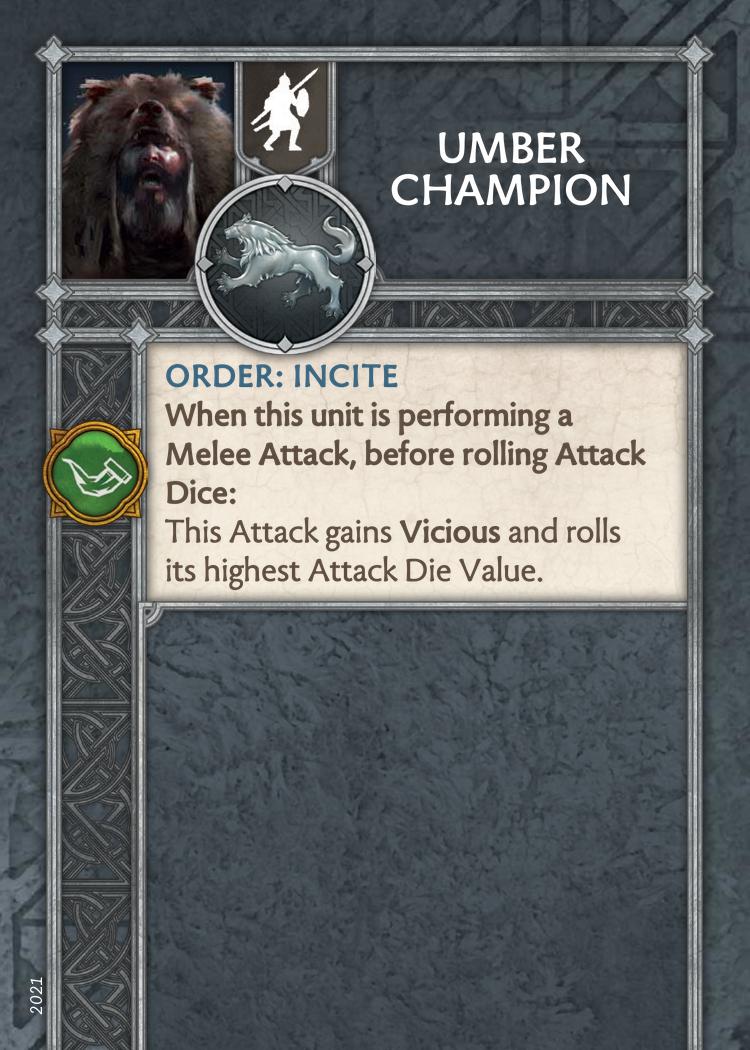 UMBER
CHAMPION
ORDER: INCITE
When this unit is performing a
Melee Attack, before rolling Attack
Dice:
This Attack gains Vicious and rolls
its highest Attack Die Value.
2021